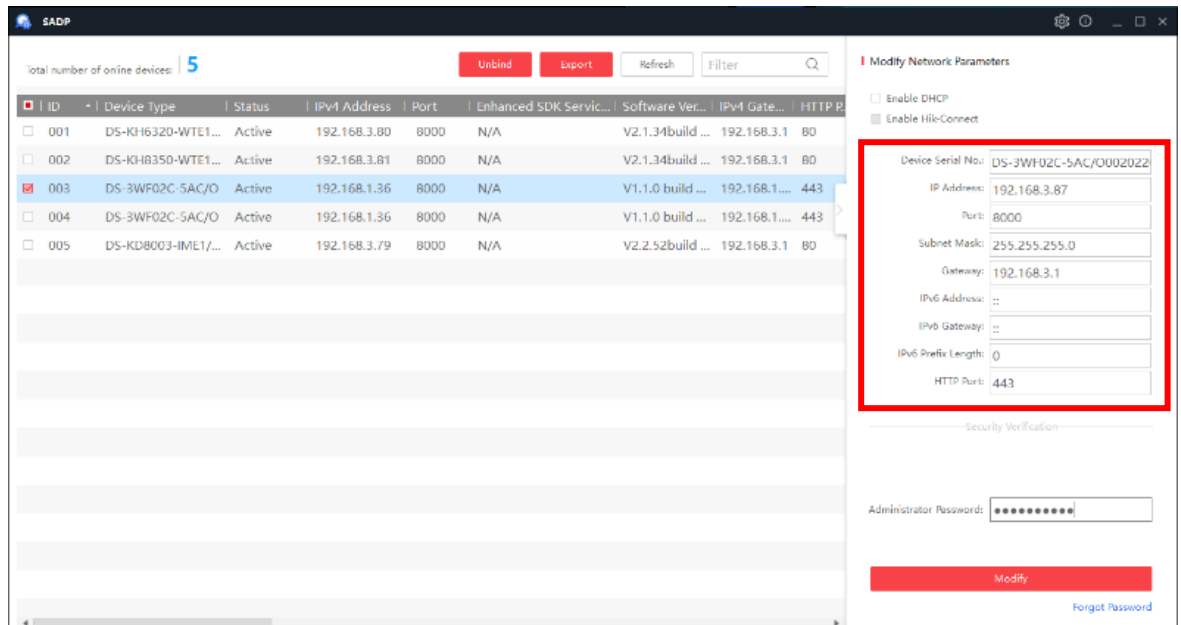 SADP
Total number of online devices: 5
Unbind
Export
Refresh
Filter
ID Device Type Status IPv4 Address Port Enhanced SDK Servic... Software Ver... IPv4 Gate... HTTP P...
001 DS-KH6320-WTE1... Active 192.168.3.80 8000 N/A V2.1.34build ... 192.168.3.1 80
002 DS-KH8350-WTE1... Active 192.168.3.81 8000 N/A V2.1.34build ... 192.168.3.1 80
003 DS-3WF02C-5AC/O Active 192.168.1.36 8000 N/A V1.1.0 build ... 192.168.1.... 443
004 DS-3WF02C-5AC/O Active 192.168.1.36 8000 N/A V1.1.0 build ... 192.168.1.... 443
005 DS-KD8003-IME1/... Active 192.168.3.79 8000 N/A V2.2.52build ... 192.168.3.1 80
Modify Network Parameters
Enable DHCP
Enable Hik-Connect
Device Serial No.: DS-3WF02C-5AC/O002022
IP Address: 192.168.3.87
Port: 8000
Subnet Mask: 255.255.255.0
Gateway: 192.168.3.1
IPv6 Address: ::
IPv6 Gateway: ::
IPv6 Prefix Length: 0
HTTP Port: 443
Security Verification
Administrator Password: ●●●●●●●●●●
Modify
Forgot Password